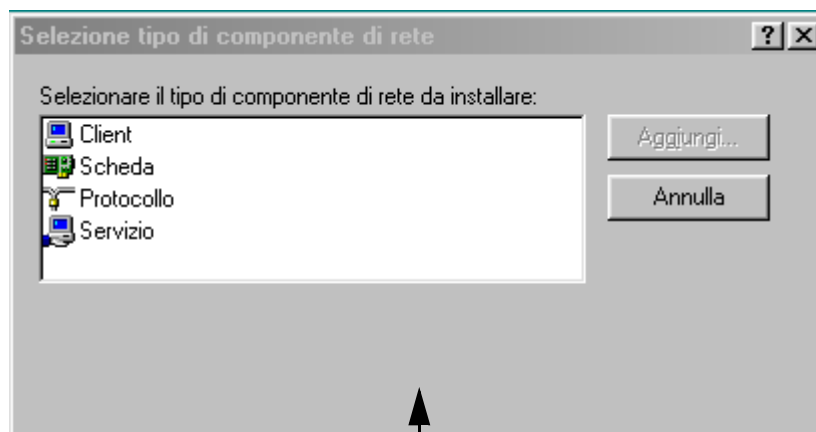 Selezione tipo di componente di rete
Selezionare il tipo di componente di rete da installare:
Client
Scheda
Protocollo
Servizio
Aggiungi...
Annulla